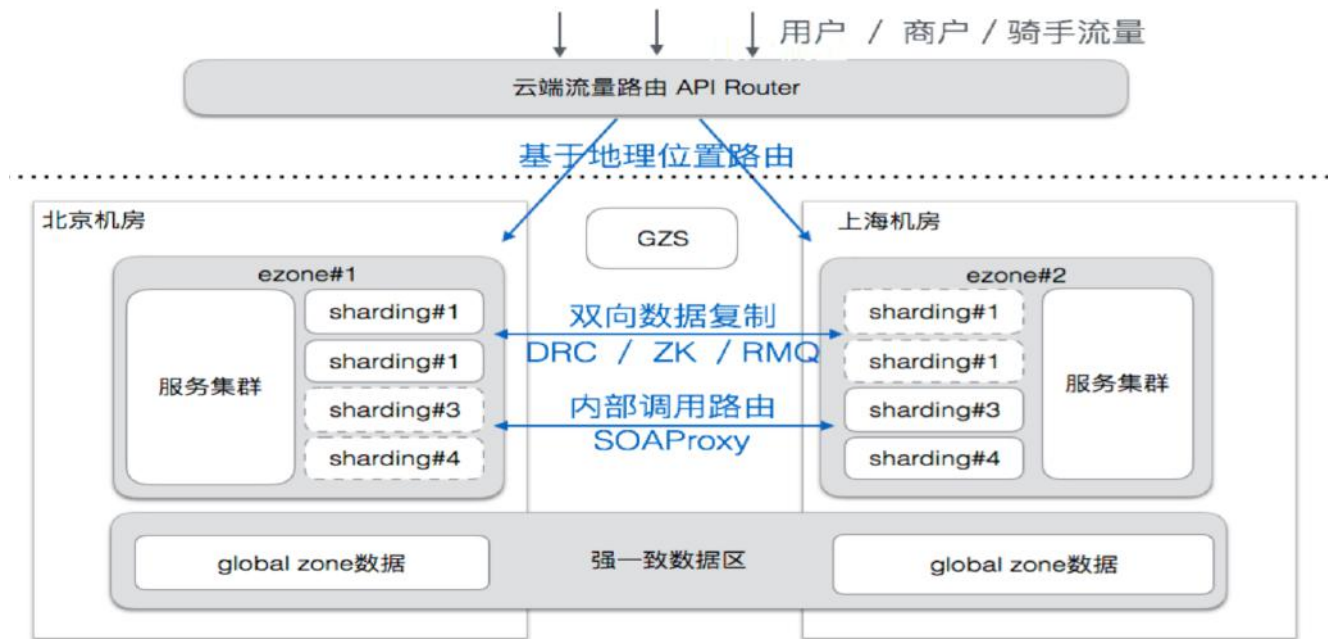 用户 / 商户 / 骑手流量
云端流量路由 API Router
基于地理位置路由
北京机房
GZS
上海机房
ezone#1
服务集群
sharding#1
sharding#1
sharding#3
sharding#4
双向数据复制
DRC / ZK / RMQ
内部调用路由
SOAProxy
ezone#2
sharding#1
sharding#1
sharding#3
sharding#4
服务集群
global zone数据
强一致数据区
global zone数据